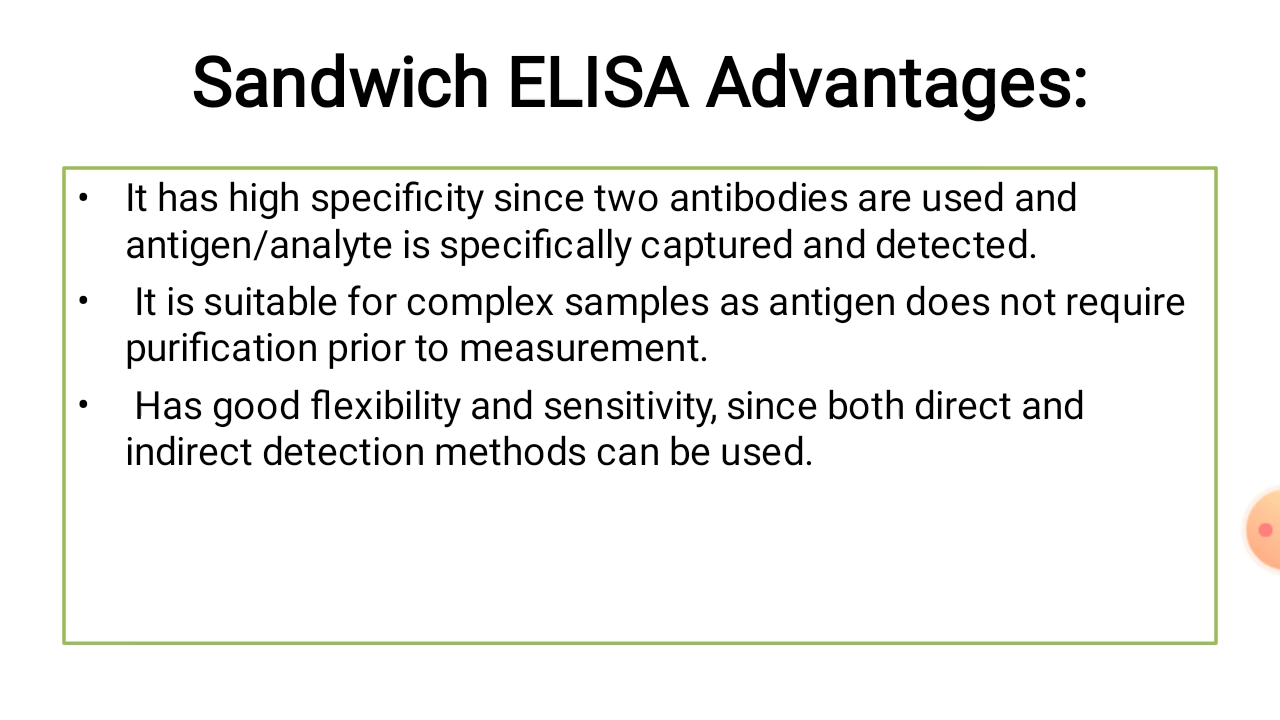 Sandwich ELISA Advantages:
• It has high specificity since two antibodies are used and
antigen/analyte is specifically captured and detected.
• It is suitable for complex samples as antigen does not require
purification prior to measurement.
• Has good flexibility and sensitivity, since both direct and
indirect detection methods can be used.